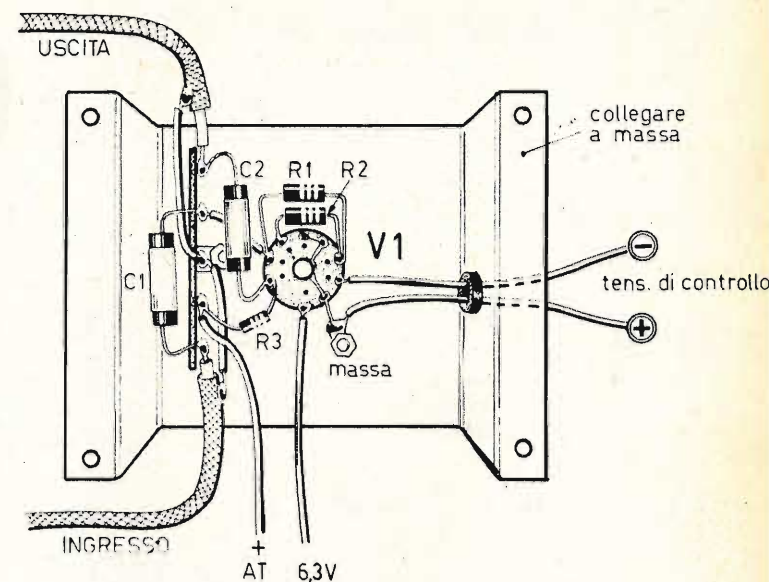 USCITA
collegare
a massa
C2
R1
R2
V1
C1
−
tens. di controllo
+
R3
massa
INGRESSO
+
AT
6,3V